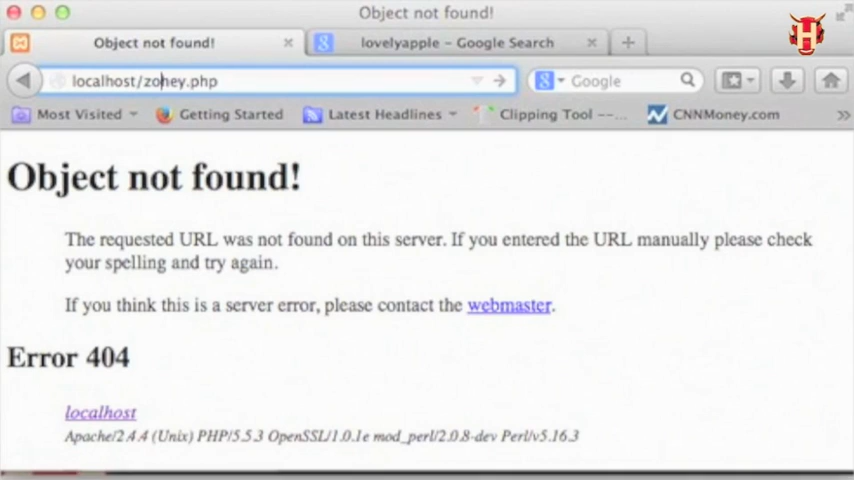 Object not found!
Object not found!
lovelyapple – Google Search
localhost/zohey.php
Google
Most Visited
Getting Started
Latest Headlines
Clipping Tool --...
CNNMoney.com
Object not found!
The requested URL was not found on this server. If you entered the URL manually please check
your spelling and try again.
If you think this is a server error, please contact the webmaster.
Error 404
localhost
Apache/2.4.4 (Unix) PHP/5.5.3 OpenSSL/1.0.1e mod_perl/2.0.8-dev Perl/v5.16.3
H